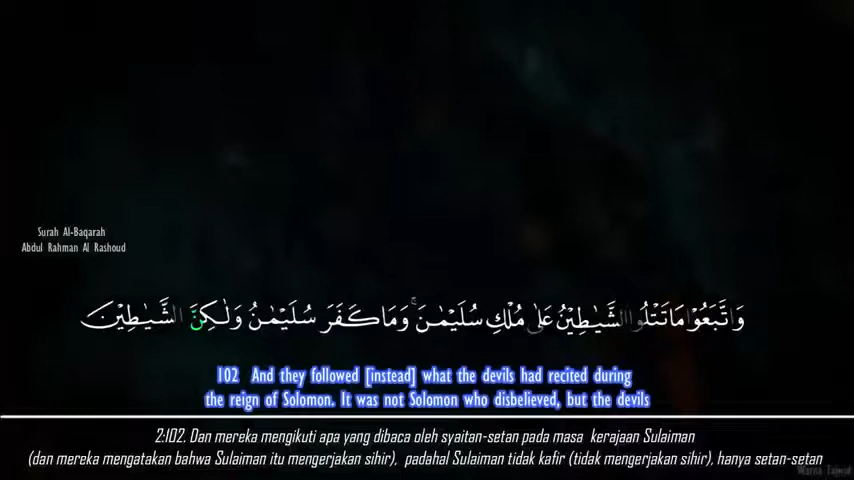 Surah Al-Baqarah
Abdul Rahman Al Rashoud
وَاتَّبَعُوْا مَا تَتْلُوا الشَّيٰطِيْنُ عَلٰى مُلْكِ سُلَيْمٰنَ ۚ وَمَا كَفَرَ سُلَيْمٰنُ وَلٰكِنَّ الشَّيٰطِيْنَ
102 And they followed [instead] what the devils had recited during
the reign of Solomon. It was not Solomon who disbelieved, but the devils
2:102. Dan mereka mengikuti apa yang dibaca oleh syaitan-setan pada masa kerajaan Sulaiman
(dan mereka mengatakan bahwa Sulaiman itu mengerjakan sihir), padahal Sulaiman tidak kafir (tidak mengerjakan sihir), hanya setan-setan
Warna Tajwid